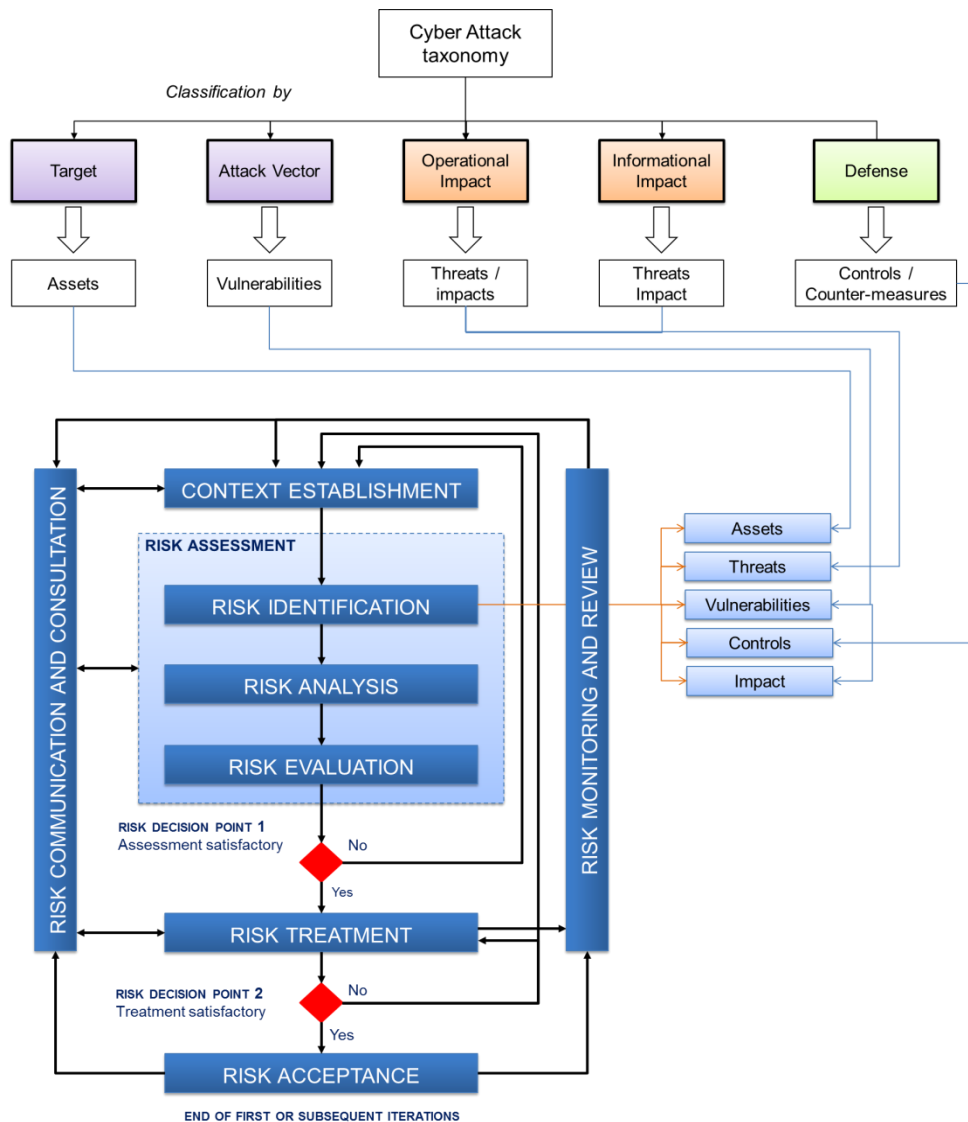 Cyber Attack
taxonomy
Classification by
Target
Attack Vector
Operational
Impact
Informational
Impact
Defense
Assets
Vulnerabilities
Threats /
impacts
Threats
Impact
Controls /
Counter-measures
RISK COMMUNICATION AND CONSULTATION
CONTEXT ESTABLISHMENT
RISK ASSESSMENT
RISK IDENTIFICATION
RISK ANALYSIS
RISK EVALUATION
RISK DECISION POINT 1
Assessment satisfactory
No
Yes
RISK TREATMENT
RISK DECISION POINT 2
Treatment satisfactory
No
Yes
RISK ACCEPTANCE
END OF FIRST OR SUBSEQUENT ITERATIONS
RISK MONITORING AND REVIEW
Assets
Threats
Vulnerabilities
Controls
Impact